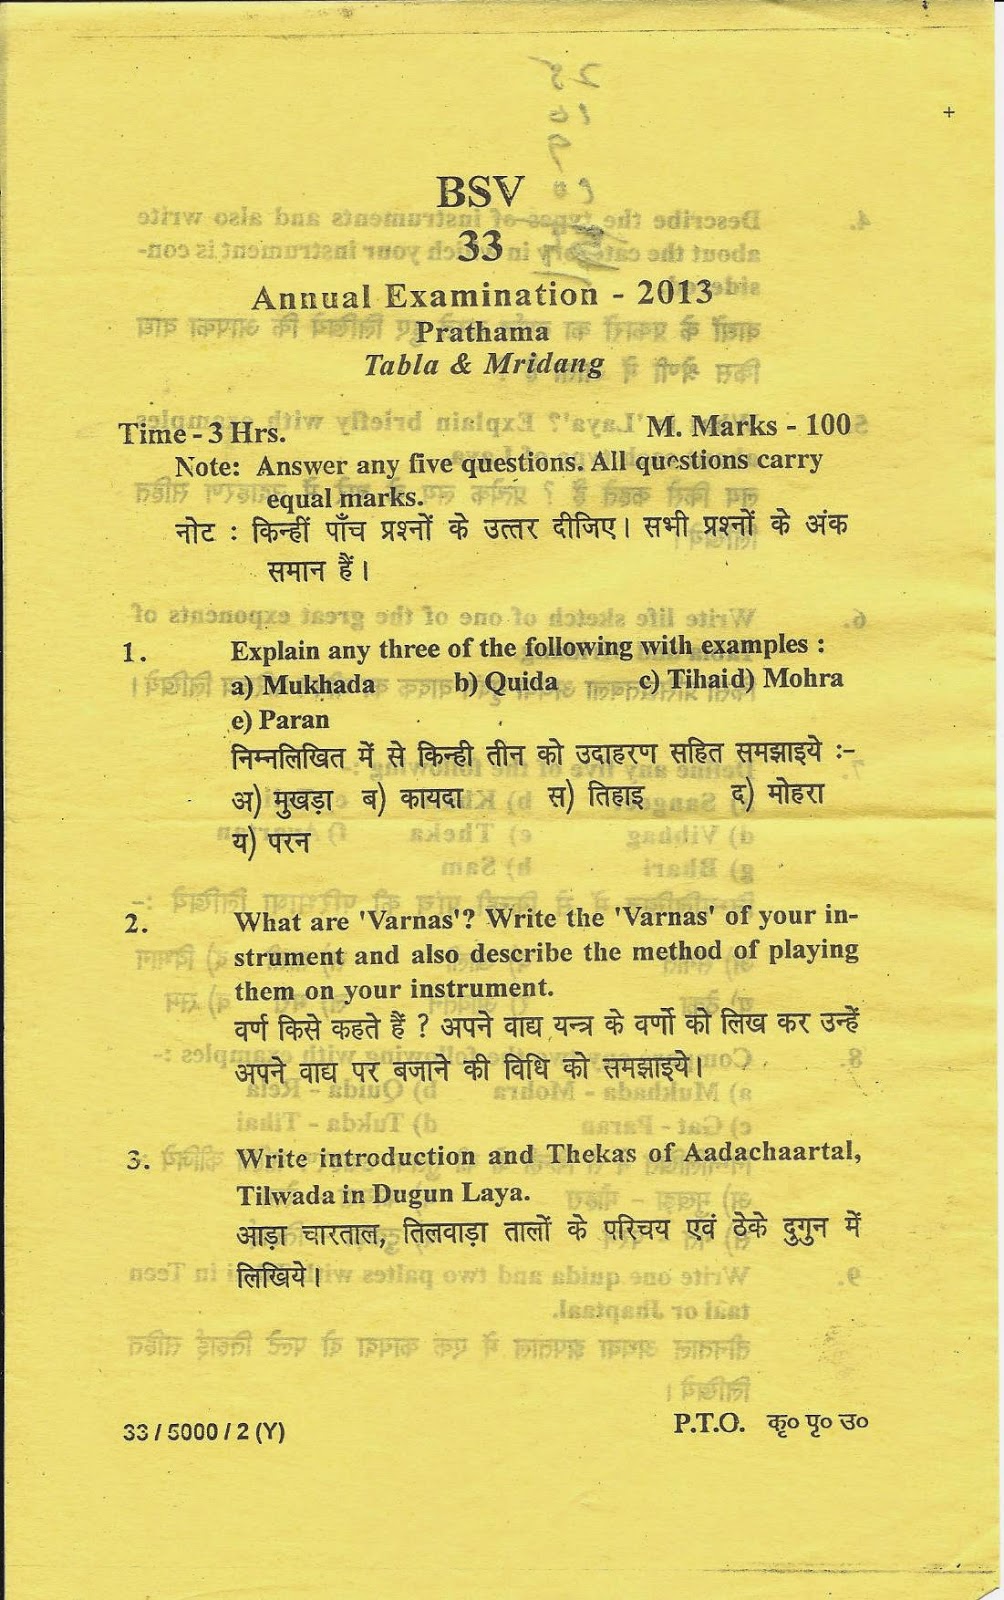 BSV
33
Annual Examination - 2013
Prathama
Tabla & Mridang
Time - 3 Hrs. M. Marks - 100
Note: Answer any five questions. All questions carry
equal marks.
नोट : किन्हीं पाँच प्रश्नों के उत्तर दीजिए। सभी प्रश्नों के अंक
समान हैं।
1. Explain any three of the following with examples :
a) Mukhada b) Quida c) Tihaid) Mohra
e) Paran
निम्नलिखित में से किन्ही तीन को उदाहरण सहित समझाइये :–
अ) मुखड़ा ब) कायदा स) तिहाइ द) मोहरा
य) परन
2. What are 'Varnas'? Write the 'Varnas' of your in-
strument and also describe the method of playing
them on your instrument.
वर्ण किसे कहते हैं ? अपने वाद्य यन्त्र के वर्णो को लिख कर उन्हें
अपने वाद्य पर बजाने की विधि को समझाइये।
3. Write introduction and Thekas of Aadachaartal,
Tilwada in Dugun Laya.
आड़ा चारताल, तिलवाड़ा तालों के परिचय एवं ठेके दुगुन में
लिखिये।
33 / 5000 / 2 (Y) P.T.O. कृ० पृ० उ०